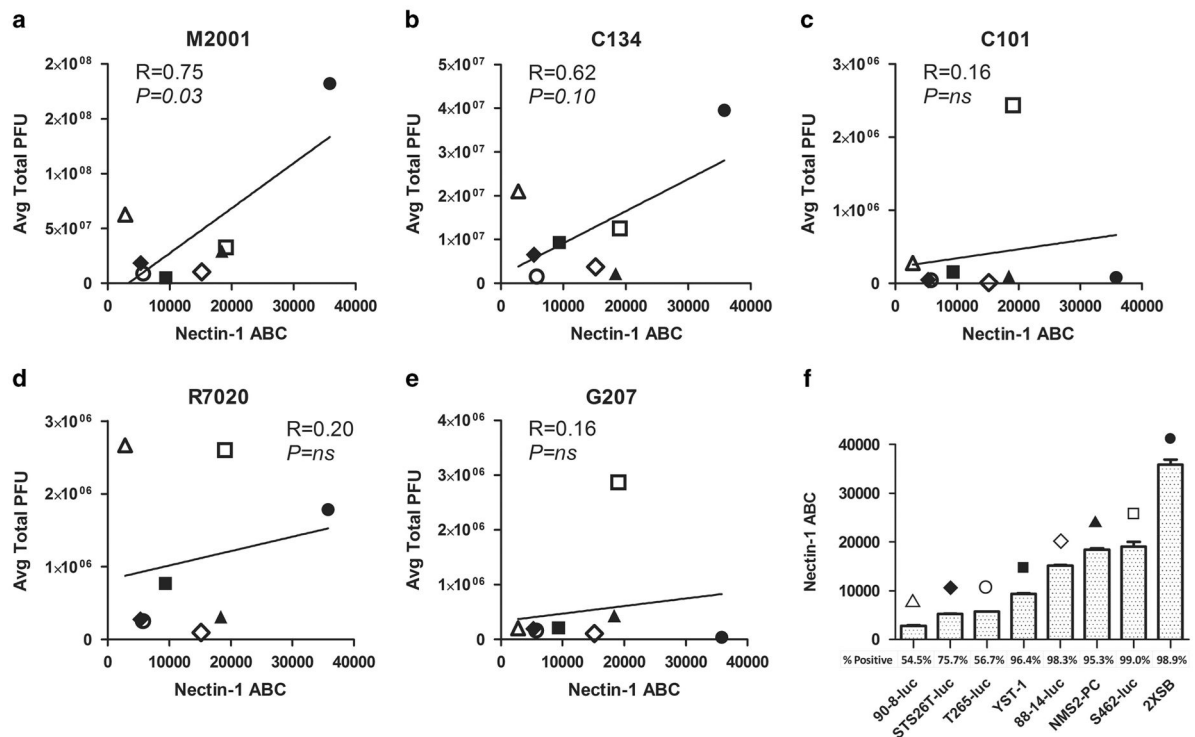 a
M2001
R=0.75
P=0.03
2×10⁰⁸
2×10⁰⁸
1×10⁰⁸
5×10⁰⁷
0
Avg Total PFU
0 10000 20000 30000 40000
Nectin-1 ABC
b
C134
R=0.62
P=0.10
5×10⁰⁷
4×10⁰⁷
3×10⁰⁷
2×10⁰⁷
1×10⁰⁷
0
Avg Total PFU
0 10000 20000 30000 40000
Nectin-1 ABC
c
C101
R=0.16
P=ns
3×10⁰⁶
2×10⁰⁶
1×10⁰⁶
0
Avg Total PFU
0 10000 20000 30000 40000
Nectin-1 ABC
d
R7020
R=0.20
P=ns
3×10⁰⁶
2×10⁰⁶
1×10⁰⁶
0
Avg Total PFU
0 10000 20000 30000 40000
Nectin-1 ABC
e
G207
R=0.16
P=ns
4×10⁰⁶
3×10⁰⁶
2×10⁰⁶
1×10⁰⁶
0
Avg Total PFU
0 10000 20000 30000 40000
Nectin-1 ABC
f
40000
30000
20000
10000
0
Nectin-1 ABC
% Positive 54.5% 75.7% 56.7% 96.4% 98.3% 95.3% 99.0% 98.9%
90-8-luc
STS26T-luc
T265-luc
YST-1
88-14-luc
NMS2-PC
S462-luc
2XSB